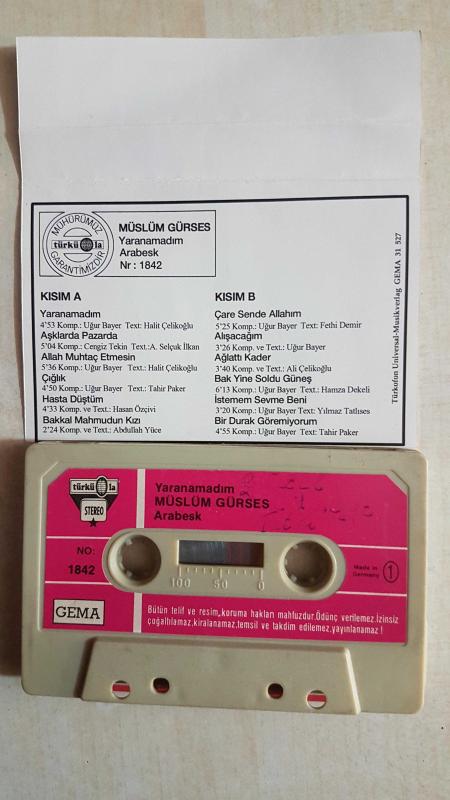 MÜHÜRÜMÜZ
türkü la
GARANTİMİZDİR
MÜSLÜM GÜRSES
Yaranamadım
Arabesk
Nr : 1842
KISIM A
Yaranamadım
4'53 Komp.: Uğur Bayer Text: Halit Çelikoğlu
Aşklarda Pazarda
5'04 Komp.: Cengiz Tekin Text.:A. Selçuk İlkan
Allah Muhtaç Etmesin
5'36 Komp.: Uğur Bayer Text: Halit Çelikoğlu
Çığlık
4'50 Komp.: Uğur Bayer Text.: Tahir Paker
Hasta Düştüm
4'33 Komp. ve Text.: Hasan Özçivi
Bakkal Mahmudun Kızı
2'24 Komp. ve Text.: Abdullah Yüce
KISIM B
Çare Sende Allahım
5'25 Komp.: Uğur Bayer Text: Fethi Demir
Alışacağım
3'26 Komp. ve Text.: Uğur Bayer
Ağlattı Kader
3'40 Komp. ve Text.: Ali Çelikoğlu
Bak Yine Soldu Güneş
6'13 Komp.: Uğur Bayer Text.: Hamza Dekeli
İstemem Sevme Beni
3'20 Komp.: Uğur Bayer Text: Yılmaz Tatlıses
Bir Durak Göremiyorum
4'55 Komp.: Uğur Bayer Text: Tahir Paker
Türkofon Universal-Musikverlag GEMA 31 527
türkü la
STEREO
Yaranamadım
MÜSLÜM GÜRSES
Arabesk
NO:
1842
100 50 0
Made in
Germany
1
GEMA
Bütün telif ve resim,koruma hakları mahfuzdur.Ödünç verilemez.İzinsiz
çoğaltılamaz,kiralanamaz,temsil ve takdim edilemez,yayınlanamaz!